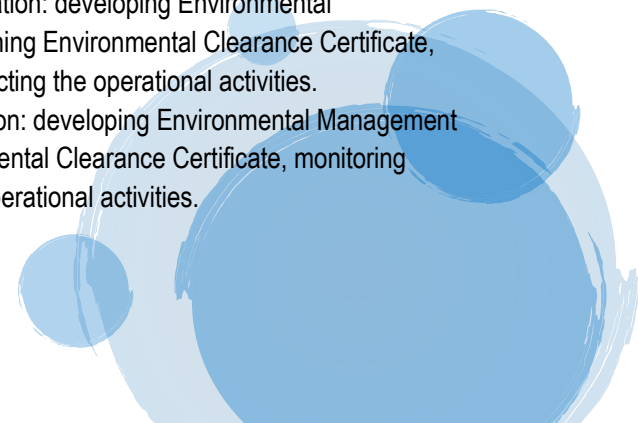 ation: developing Environmental
ning Environmental Clearance Certificate,
cting the operational activities.
on: developing Environmental Management
ental Clearance Certificate, monitoring
erational activities.